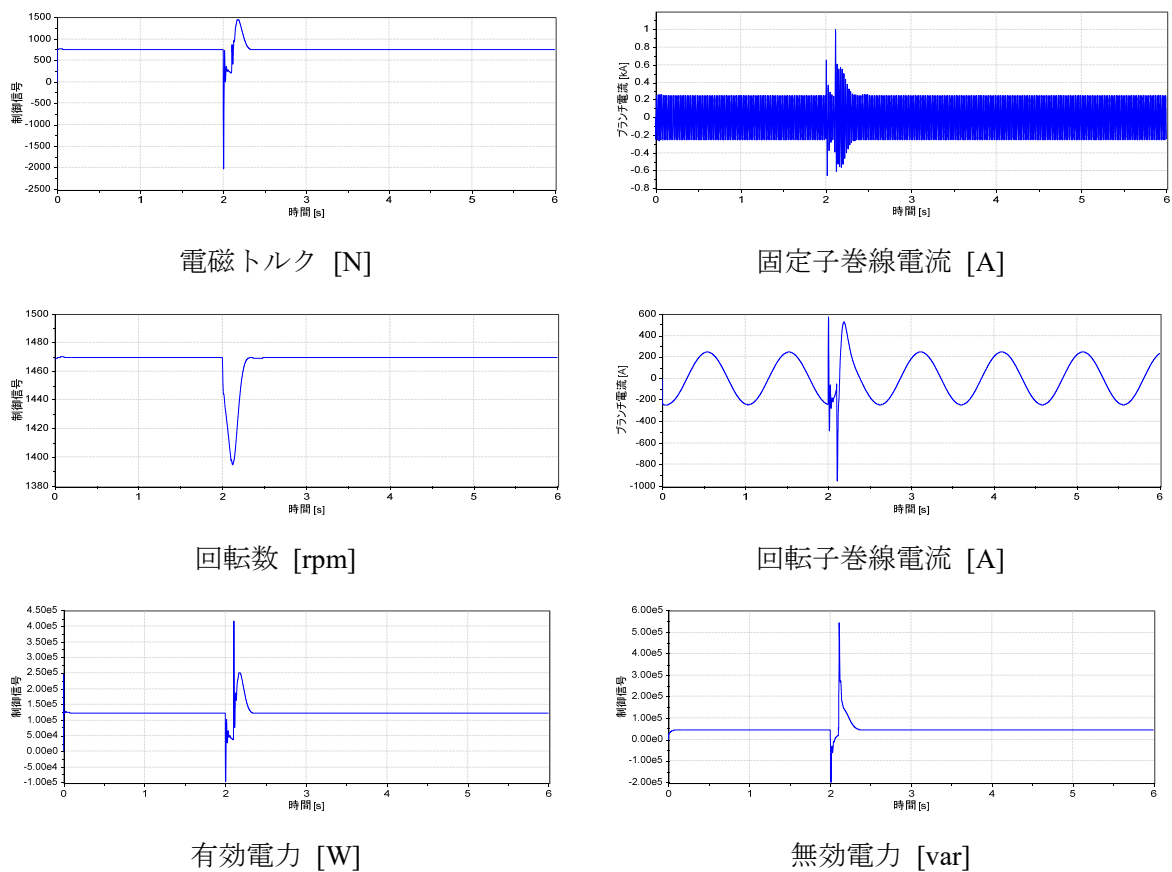 1500
1000
500
0
-500
-1000
-1500
-2000
-2500
制御信号
0 1 2 3 4 5 6
時間 [s]
電磁トルク [N]
1
0.8
0.6
0.4
0.2
0
-0.2
-0.4
-0.6
-0.8
ブランチ電流 [kA]
0 1 2 3 4 5 6
時間 [s]
固定子巻線電流 [A]
1500
1480
1460
1440
1420
1400
1380
制御信号
0 1 2 3 4 5 6
時間 [s]
回転数 [rpm]
600
400
200
0
-200
-400
-600
-800
-1000
ブランチ電流 [A]
0 1 2 3 4 5 6
時間 [s]
回転子巻線電流 [A]
4.50e5
4.00e5
3.50e5
3.00e5
2.50e5
2.00e5
1.50e5
1.00e5
5.00e4
0.00e0
-5.00e4
-1.00e5
制御信号
0 1 2 3 4 5 6
時間 [s]
有効電力 [W]
6.00e5
5.00e5
4.00e5
3.00e5
2.00e5
1.00e5
0.00e0
-1.00e5
-2.00e5
制御信号
0 1 2 3 4 5 6
時間 [s]
無効電力 [var]